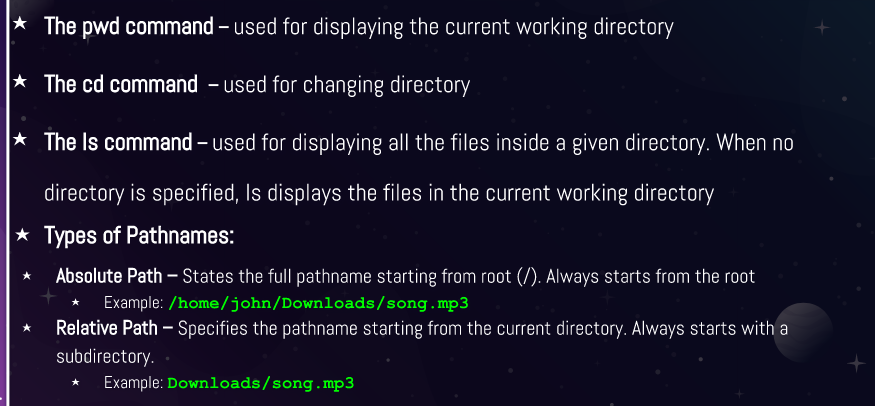 ★ The pwd command – used for displaying the current working directory
★ The cd command – used for changing directory
★ The ls command – used for displaying all the files inside a given directory. When no
directory is specified, ls displays the files in the current working directory
★ Types of Pathnames:
★ Absolute Path – States the full pathname starting from root (/). Always starts from the root
★ Example: /home/john/Downloads/song.mp3
★ Relative Path – Specifies the pathname starting from the current directory. Always starts with a
subdirectory.
★ Example: Downloads/song.mp3